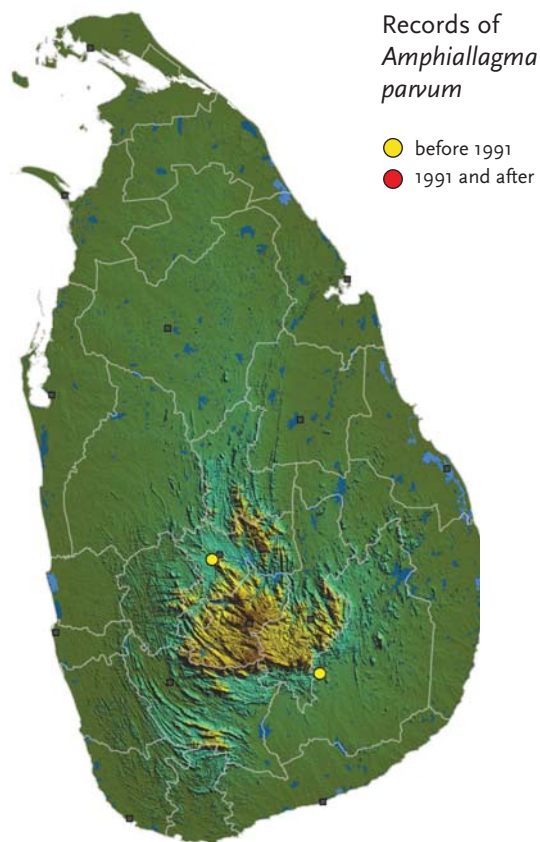 Records of
Amphiallagma
parvum
before 1991
1991 and after